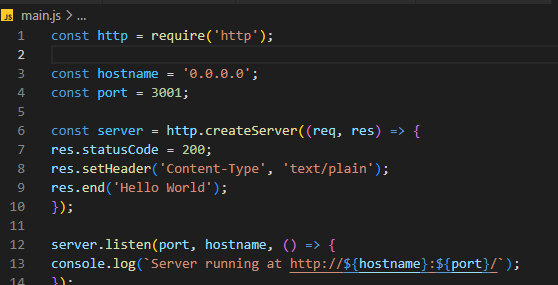 JS main.js > ...
1 const http = require('http');
2
3 const hostname = '0.0.0.0';
4 const port = 3001;
5
6 const server = http.createServer((req, res) => {
7 res.statusCode = 200;
8 res.setHeader('Content-Type', 'text/plain');
9 res.end('Hello World');
10 });
11
12 server.listen(port, hostname, () => {
13 console.log(`Server running at http://${hostname}:${port}/`);
14 });